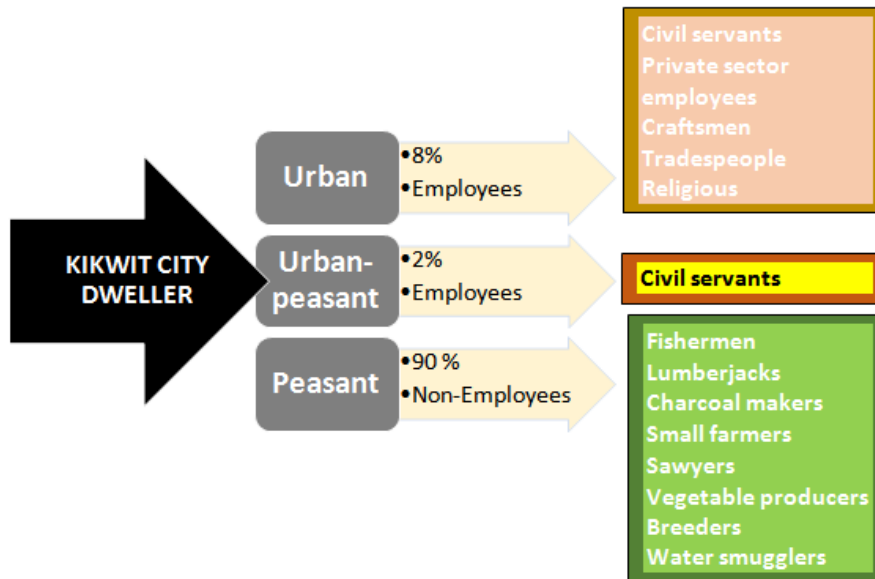 KIKWIT CITY
DWELLER
Urban
•8%
•Employees
Civil servants
Private sector
employees
Craftsmen
Tradespeople
Religious
Urban-
peasant
•2%
•Employees
Civil servants
Peasant
•90 %
•Non-Employees
Fishermen
Lumberjacks
Charcoal makers
Small farmers
Sawyers
Vegetable producers
Breeders
Water smugglers